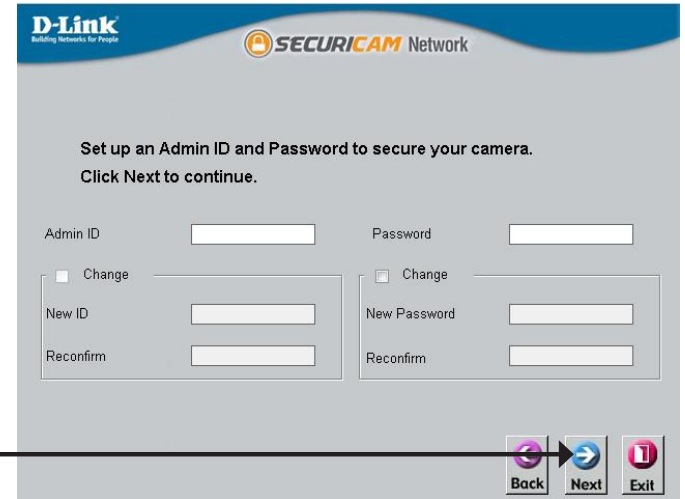 D-Link
Building Networks for People
SECURICAM Network
Set up an Admin ID and Password to secure your camera.
Click Next to continue.
Admin ID
Password
Change
Change
New ID
New Password
Reconfirm
Reconfirm
Back
Next
Exit